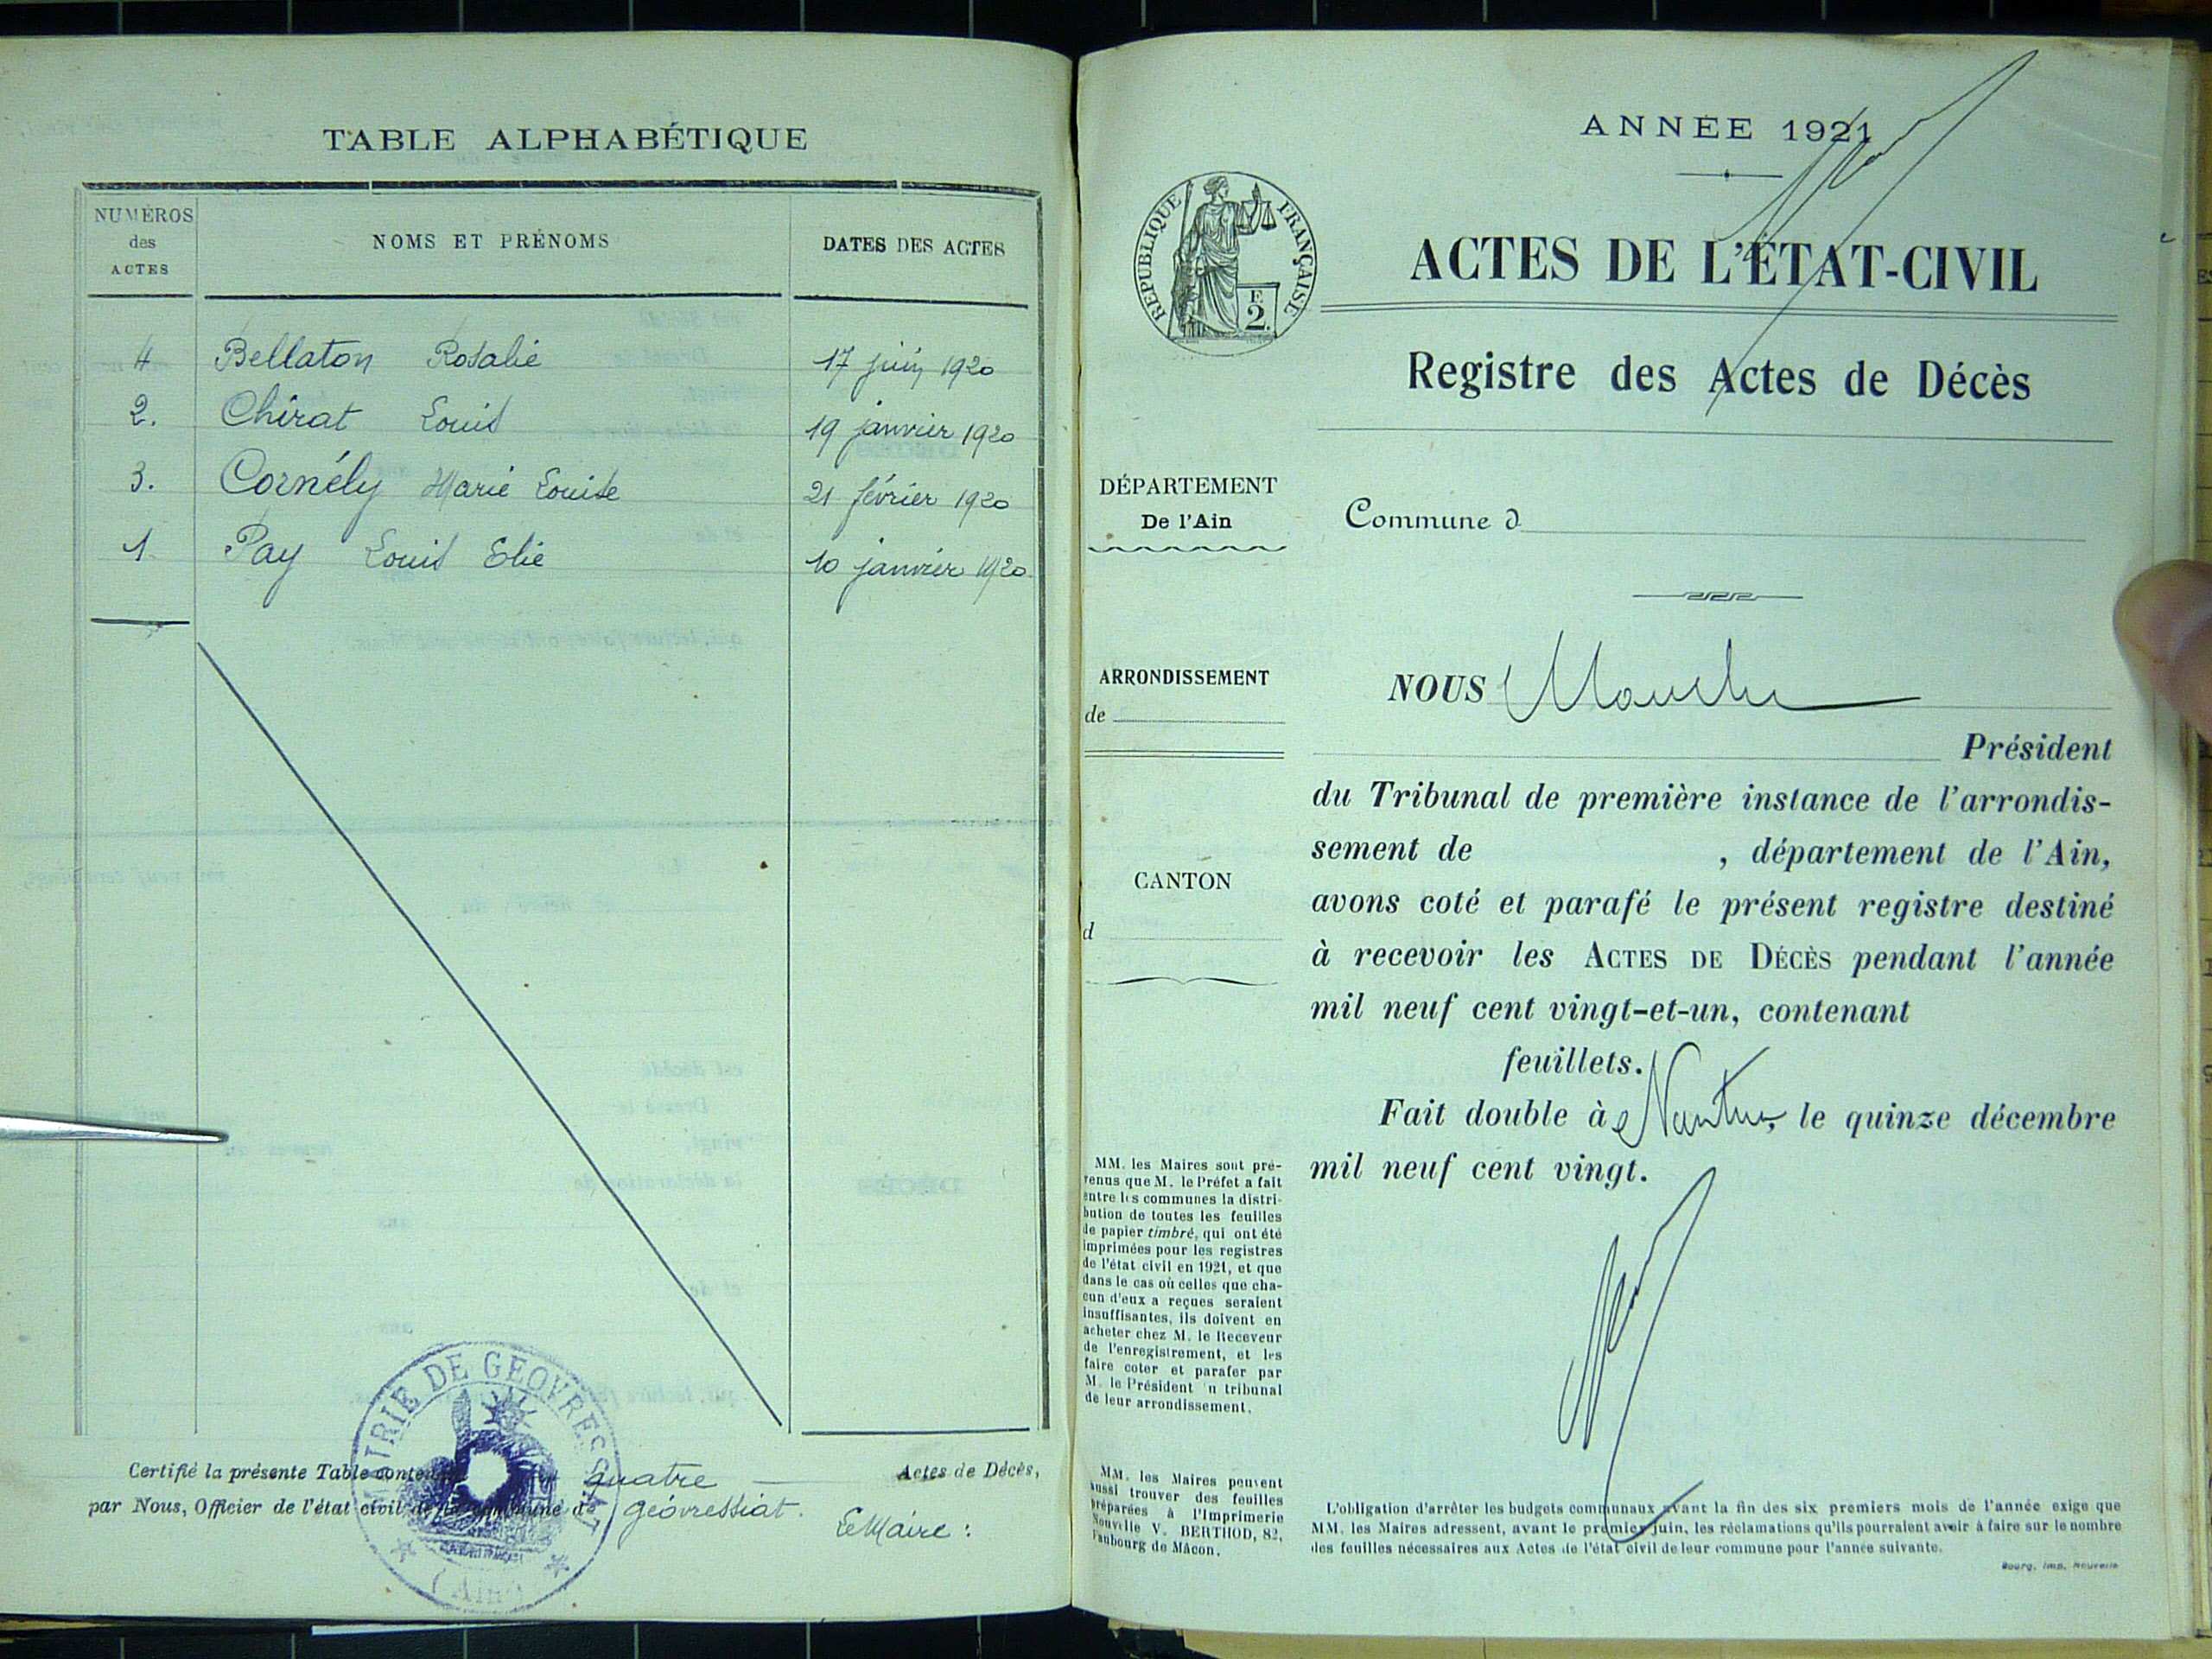 TABLE ALPHABÉTIQUE
NUMÉROS
des
ACTES
NOMS ET PRÉNOMS
DATES DES ACTES
4 Bellaton Rosalie 17 juin 1920
2. Chirat Louis 19 janvier 1920
3. Cornély Marie Louise 21 février 1920
1. Pay Louis Elie 10 janvier 1920
MAIRIE DE GEOVRESSIAT
(Ain)
Certifié la présente Table quatre Actes de Décès,
par Nous, Officier de l'état civil de la commune de géovressiat.
Le Maire :
ANNÉE 1921
RÉPUBLIQUE FRANÇAISE
F.
2.
ACTES DE L'ÉTAT-CIVIL
Registre des Actes de Décès
DÉPARTEMENT
De l'Ain
Commune d
ARRONDISSEMENT
de
NOUS
Président
du Tribunal de première instance de l'arrondis-
sement de , département de l'Ain,
CANTON
d
avons coté et parafé le présent registre destiné
à recevoir les ACTES DE DÉCÈS pendant l'année
mil neuf cent vingt-et-un, contenant
feuillets.
Fait double à Nantua, le quinze décembre
mil neuf cent vingt.
MM. les Maires sont pré-
venus que M. le Préfet a fait
entre les communes la distri-
bution de toutes les feuilles
de papier timbré, qui ont été
imprimées pour les registres
de l'état civil en 1921, et que
dans le cas où celles que cha-
cun d'eux a reçues seraient
insuffisantes, ils doivent en
acheter chez M. le Receveur
de l'enregistrement, et les
faire coter et parafer par
M. le Président 'u tribunal
de leur arrondissement.
MM. les Maires peuvent
aussi trouver des feuilles
préparées à l'Imprimerie
Nouvelle V. BERTHOD, 82,
Faubourg de Mâcon.
L'obligation d'arrêter les budgets communaux avant la fin des six premiers mois de l'année exige que
MM. les Maires adressent, avant le premier juin, les réclamations qu'ils pourraient avoir à faire sur le nombre
des feuilles nécessaires aux Actes de l'état civil de leur commune pour l'année suivante.
Bourg, Imp. Nouvelle